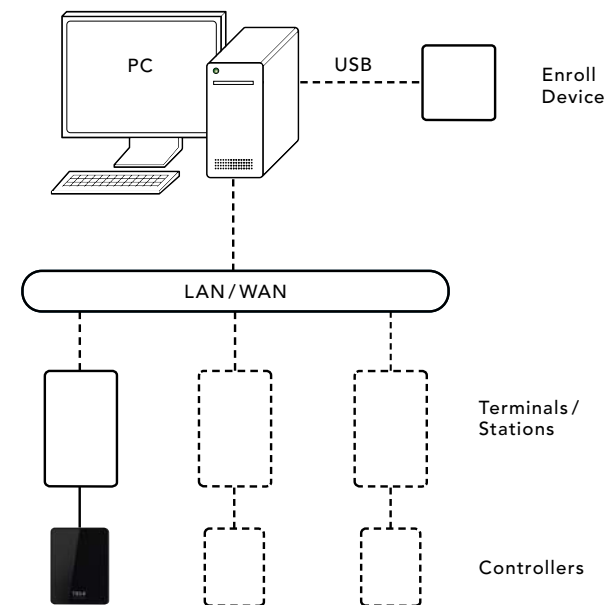 PC
USB
Enroll
Device
LAN/WAN
Terminals/
Stations
Controllers